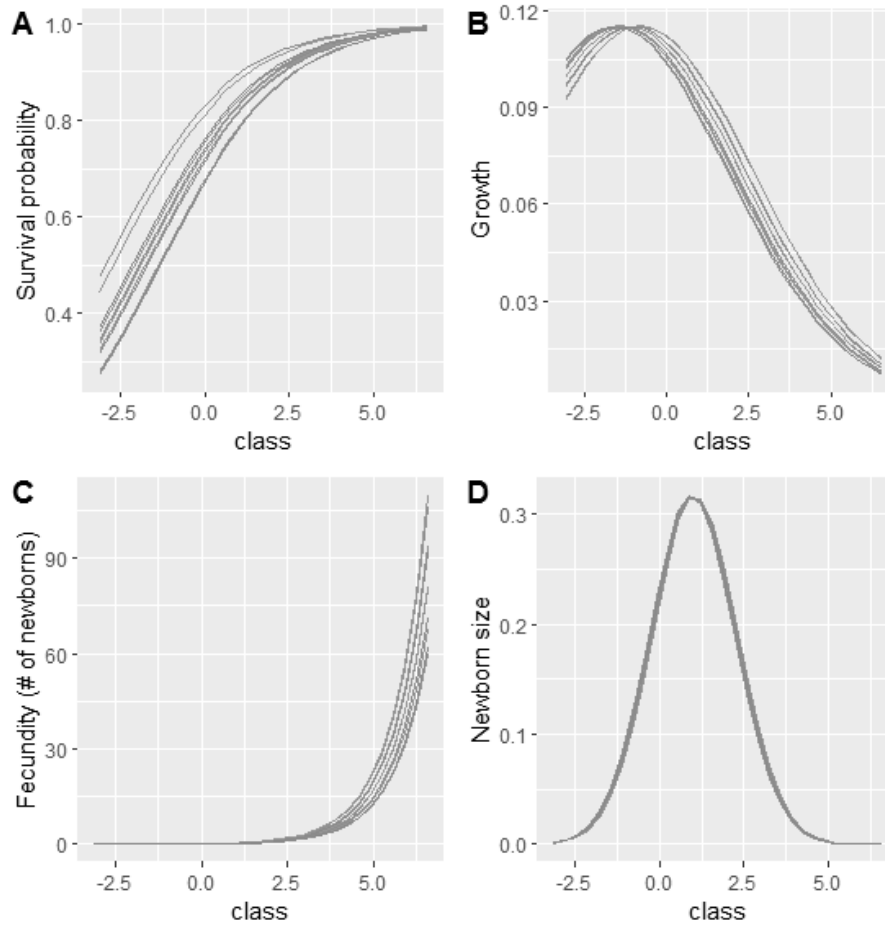 A
Survival probability
1.0
0.8
0.6
0.4
-2.5 0.0 2.5 5.0
class
B
Growth
0.12
0.09
0.06
0.03
-2.5 0.0 2.5 5.0
class
C
Fecundity (# of newborns)
90
60
30
0
-2.5 0.0 2.5 5.0
class
D
Newborn size
0.3
0.2
0.1
0.0
-2.5 0.0 2.5 5.0
class